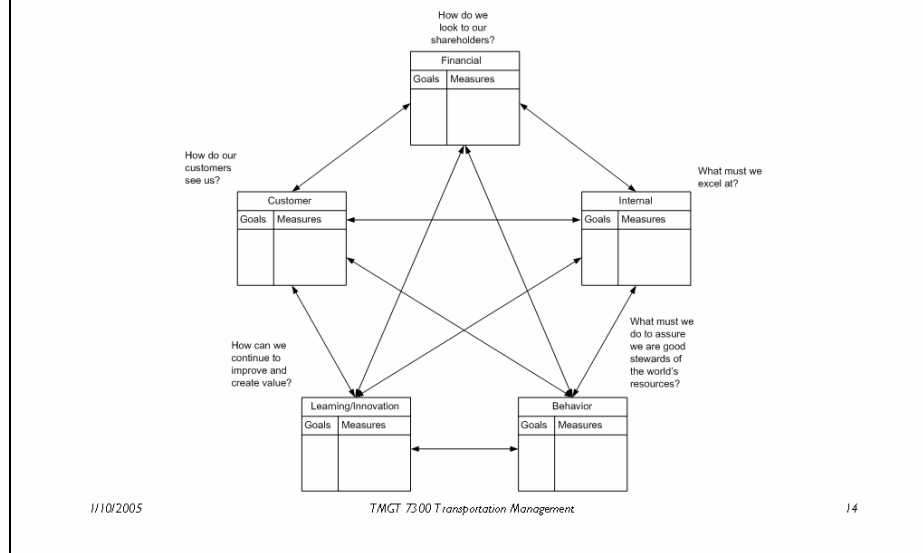 How do we
look to our
shareholders?
Financial
Goals Measures
How do our
customers
see us?
What must we
excel at?
Customer
Goals Measures
Internal
Goals Measures
How can we
continue to
improve and
create value?
What must we
do to assure
we are good
stewards of
the world's
resources?
Learning/Innovation
Goals Measures
Behavior
Goals Measures
1/10/2005 TMGT 7300 Transportation Management 14